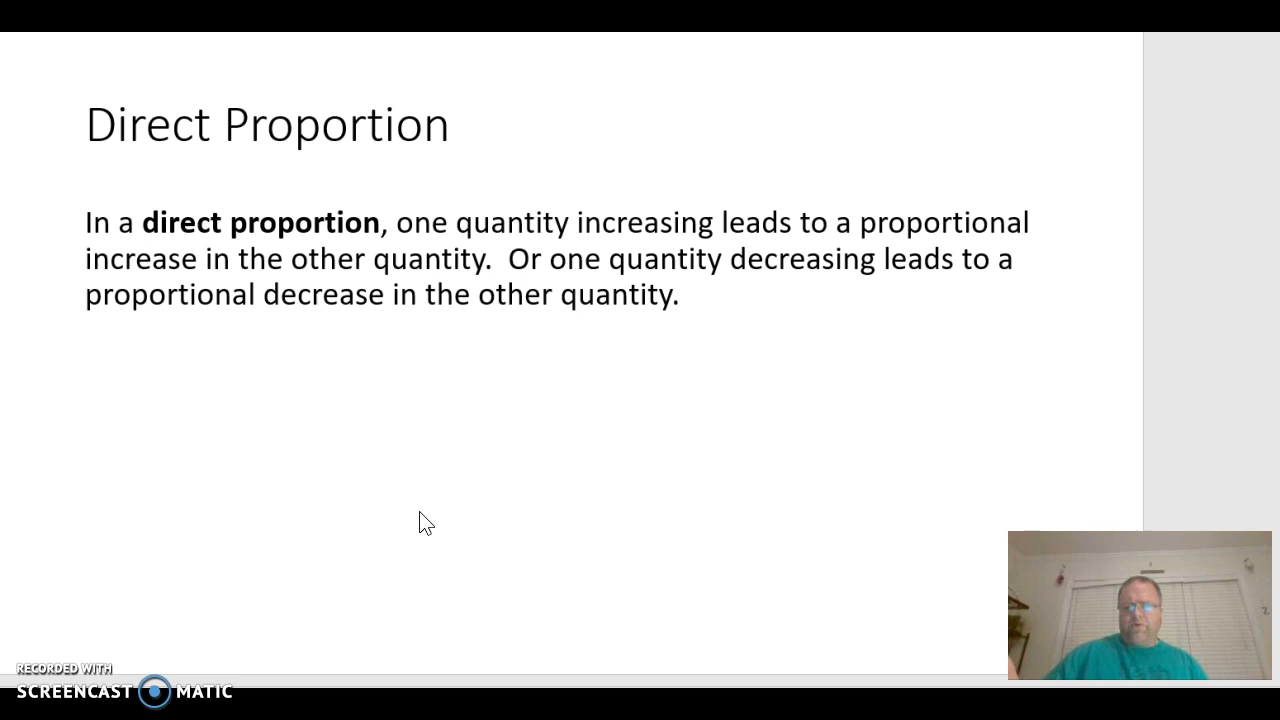 Direct Proportion
In a direct proportion, one quantity increasing leads to a proportional
increase in the other quantity.  Or one quantity decreasing leads to a
proportional decrease in the other quantity.
RECORDED WITH
SCREENCAST MATIC